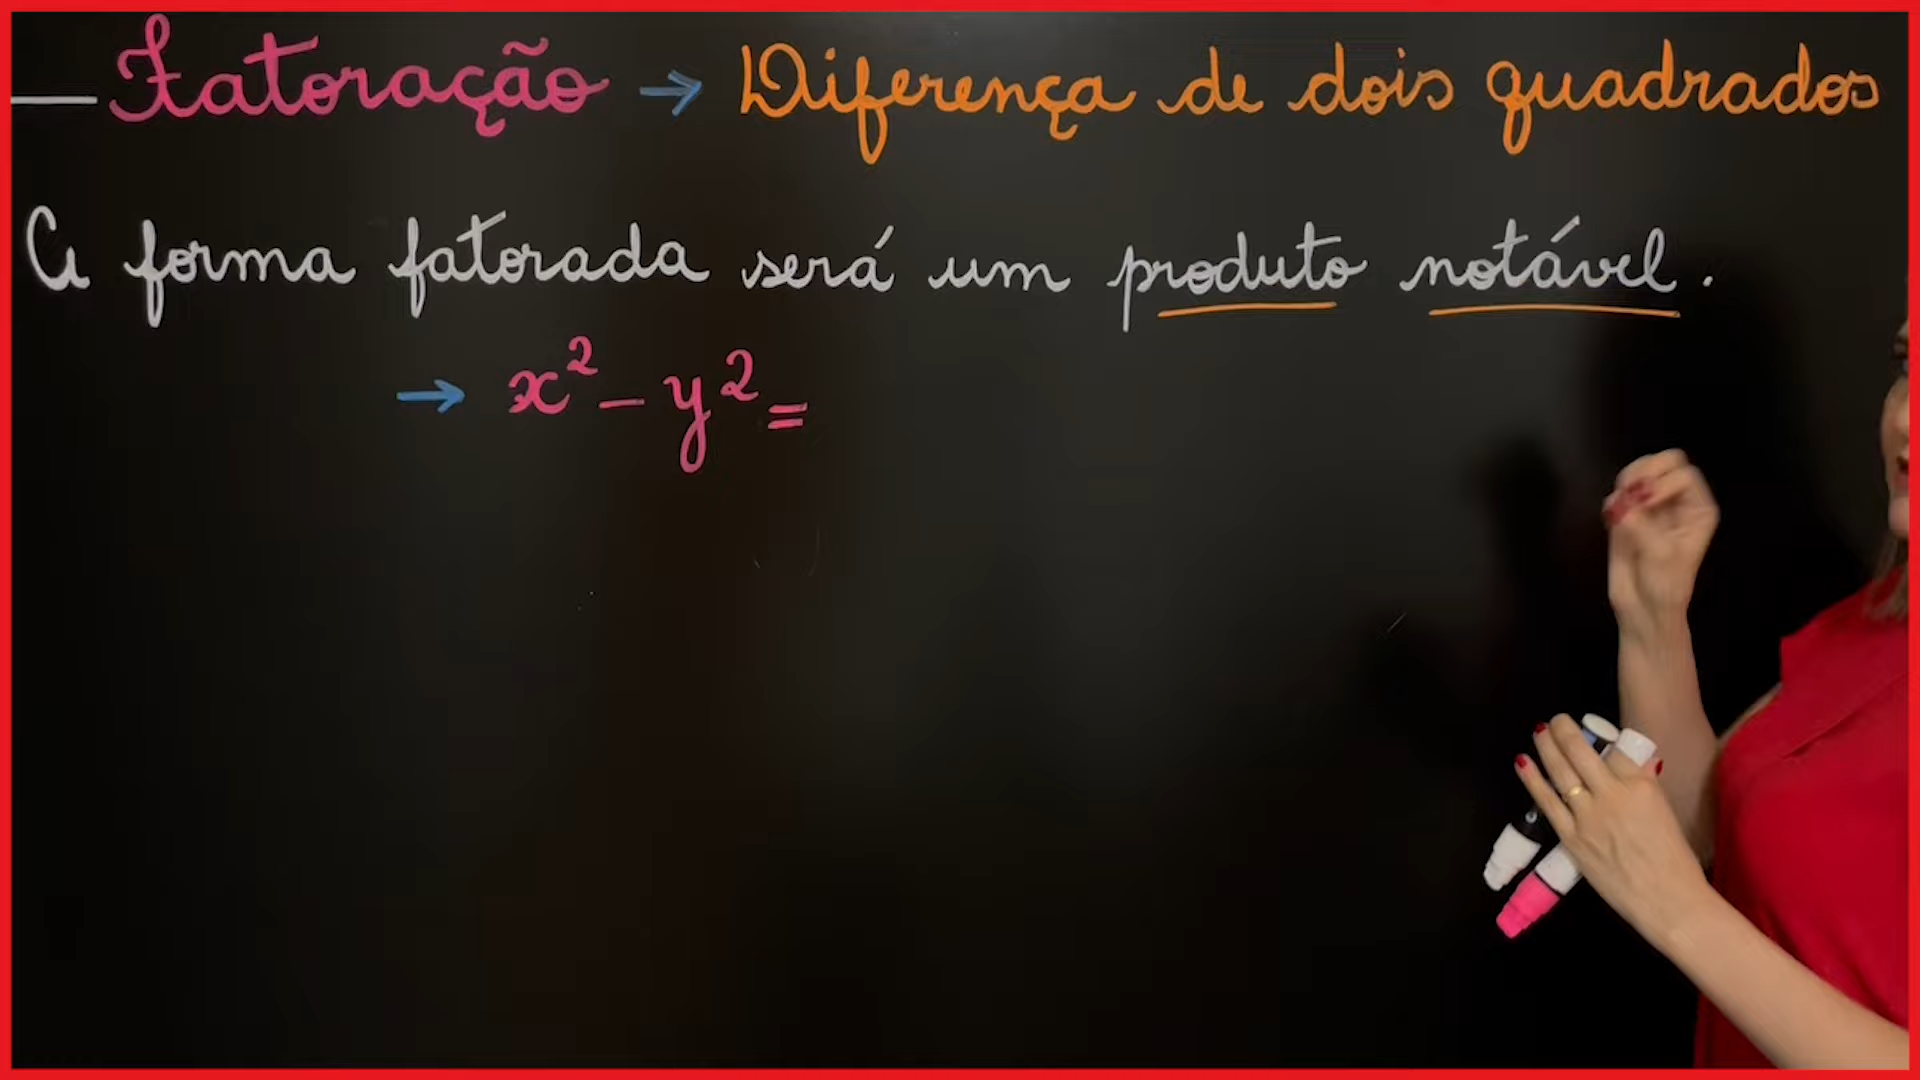 Fatoração → Diferença de dois quadrados
A forma fatorada será um produto notável.
→ x² - y² =